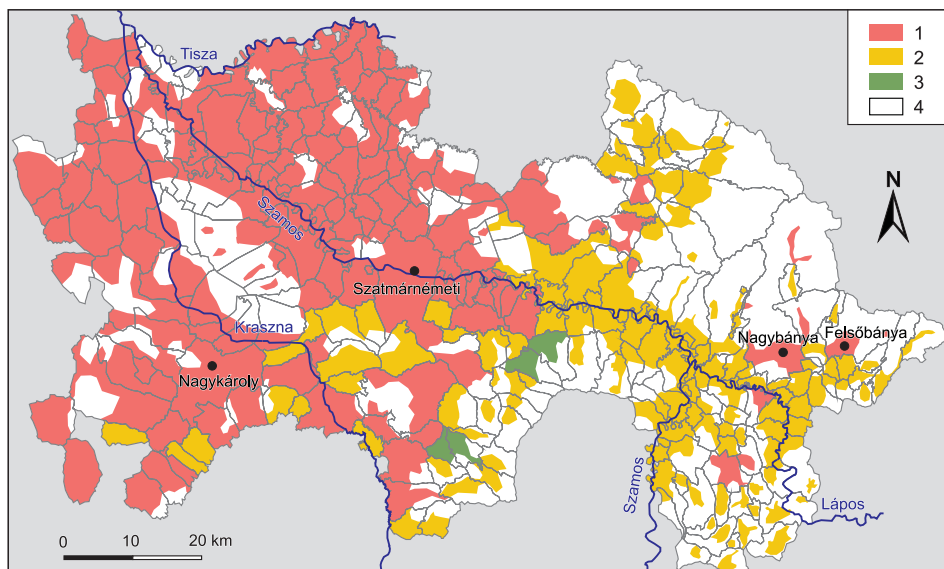 Tisza
1
2
3
4
N
Szamos
Szatmárnémeti
Kraszna
Nagybánya
Felsőbánya
Nagykároly
Szamos
Lápos
0 10 20 km